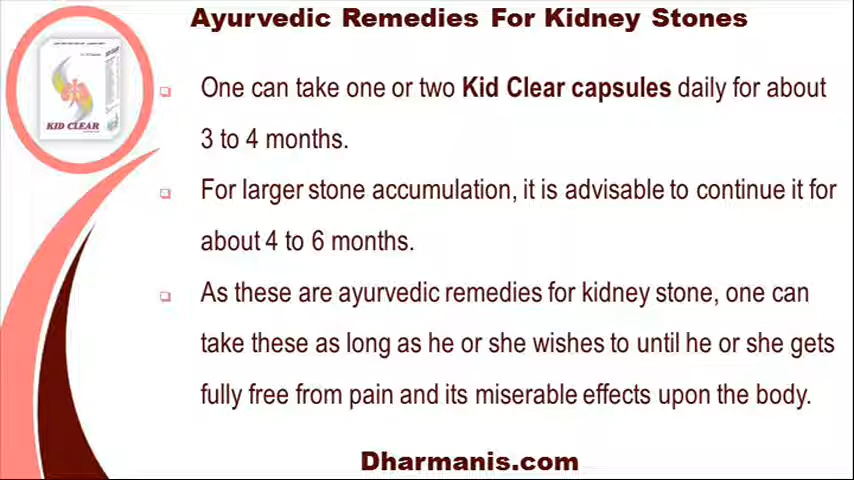 Ayurvedic Remedies For Kidney Stones
One can take one or two Kid Clear capsules daily for about
3 to 4 months.
For larger stone accumulation, it is advisable to continue it for
about 4 to 6 months.
As these are ayurvedic remedies for kidney stone, one can
take these as long as he or she wishes to until he or she gets
fully free from pain and its miserable effects upon the body.
KID CLEAR
Dharmanis.com